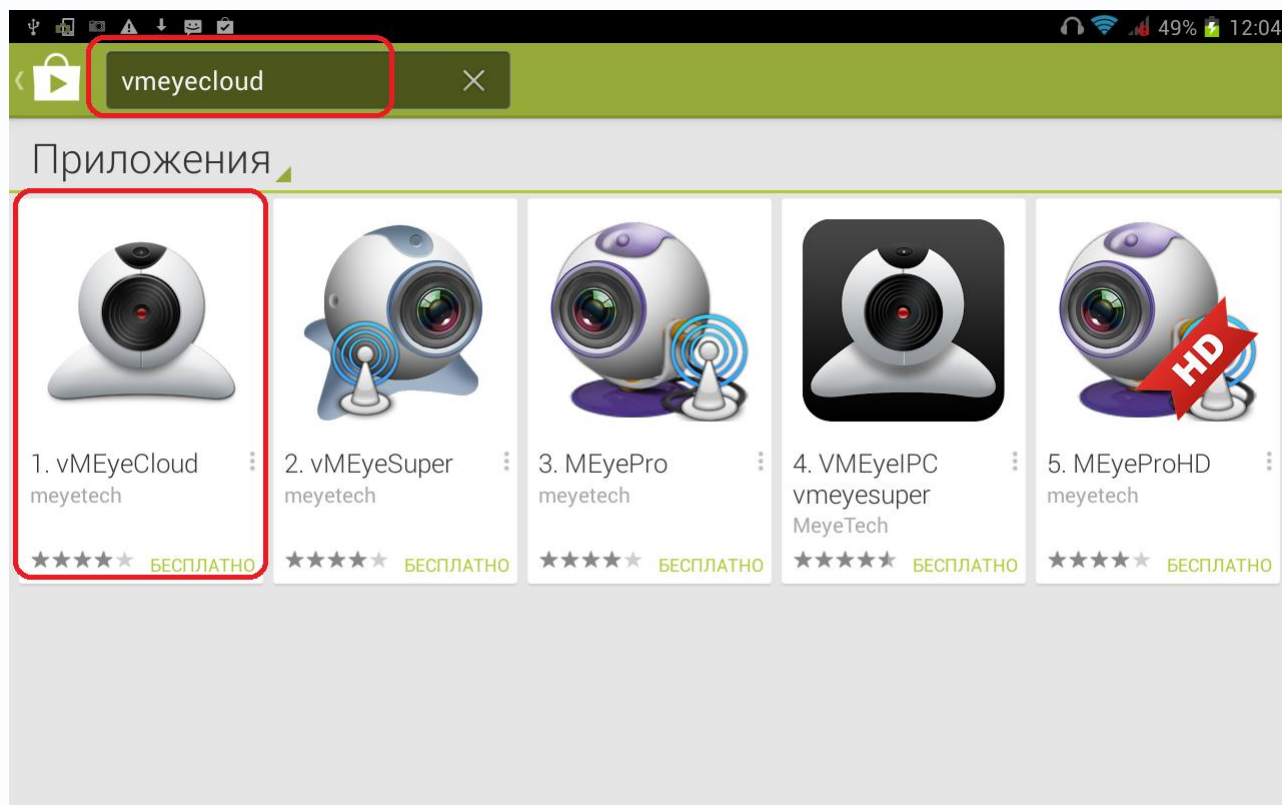 49% 12:04
vmeyecloud
Приложения
1. vMEyeCloud
meyetech
БЕСПЛАТНО
2. vMEyeSuper
meyetech
БЕСПЛАТНО
3. MEyePro
meyetech
БЕСПЛАТНО
4. VMEyeIPC
vmeyesuper
MeyeTech
БЕСПЛАТНО
HD
5. MEyeProHD
meyetech
БЕСПЛАТНО